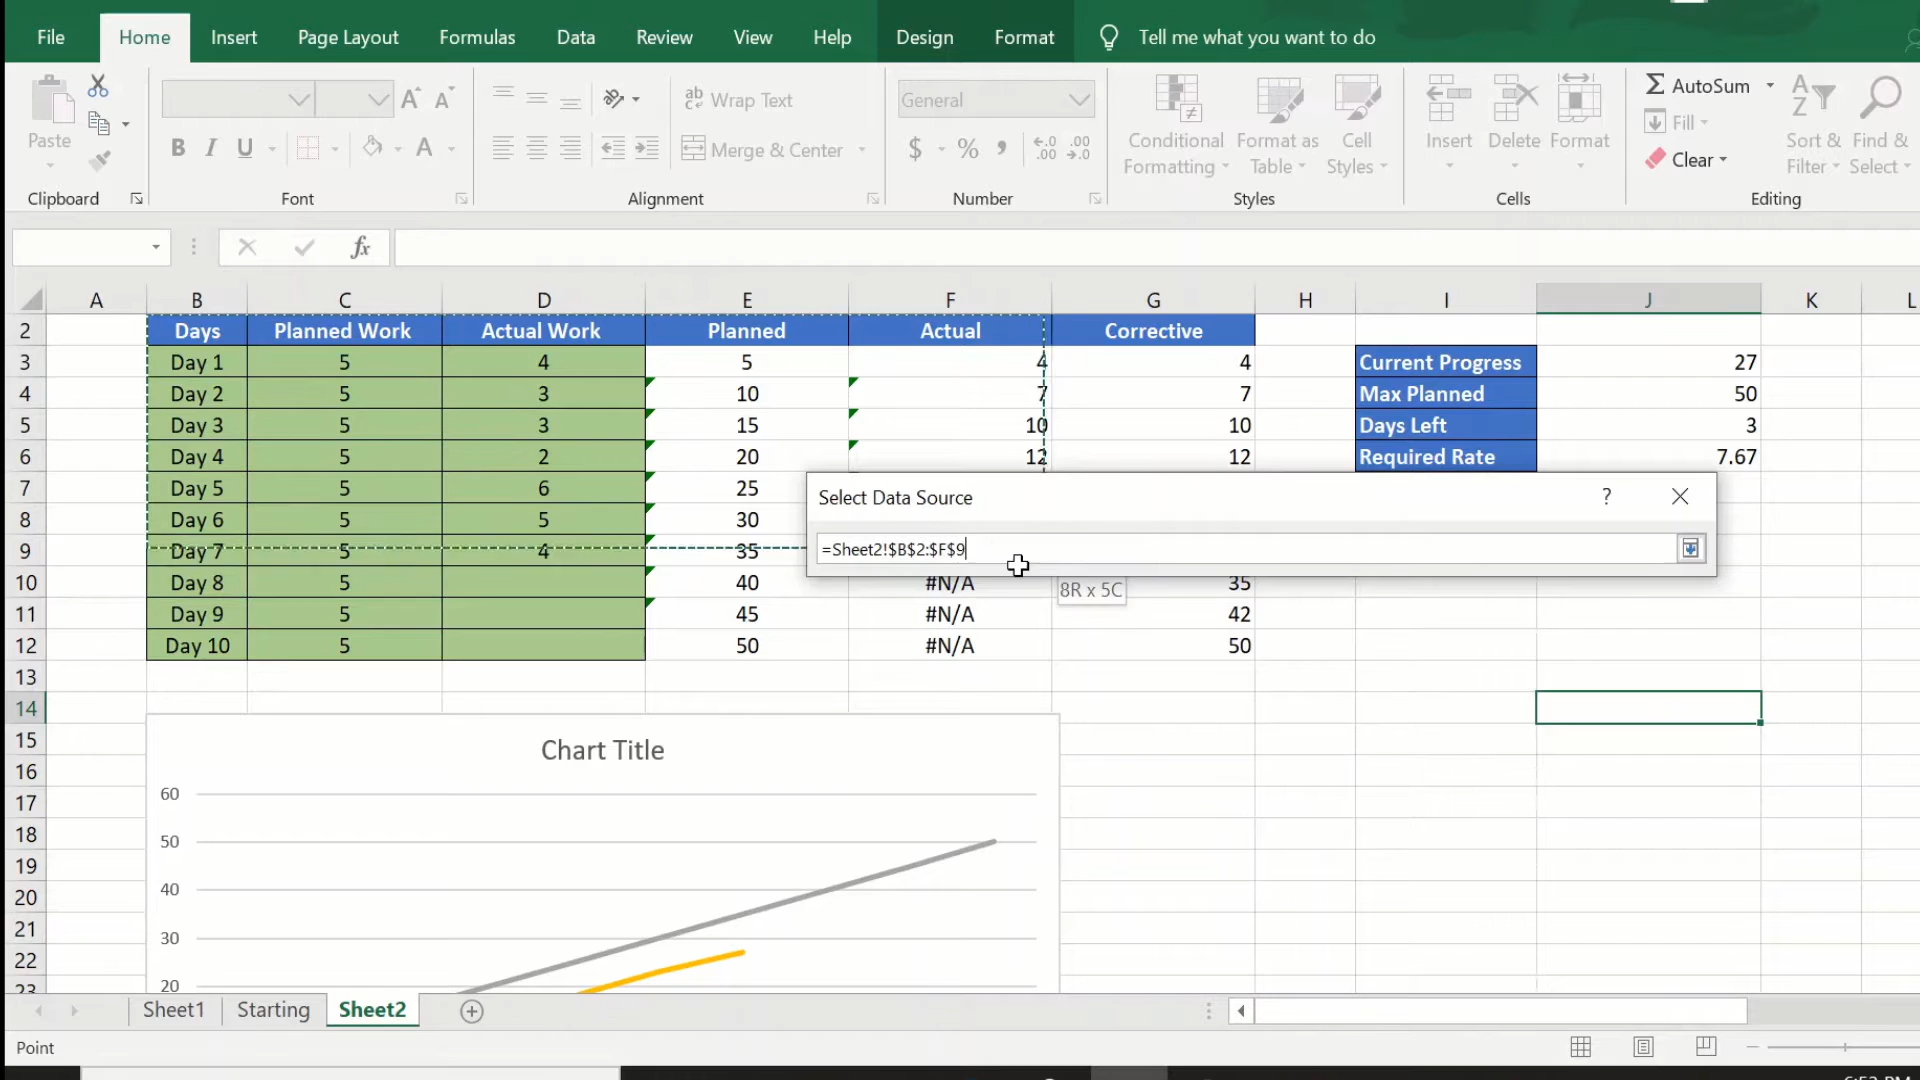 File Home Insert Page Layout Formulas Data Review View Help Design Format Tell me what you want to do
Paste
B I U
ab Wrap Text
Merge & Center
General
$ % ,
Conditional Formatting
Format as Table
Cell Styles
Insert Delete Format
Σ AutoSum
Fill
Clear
Sort & Filter
Find & Select
Clipboard Font Alignment Number Styles Cells Editing
fx
A B C D E F G H I J K L
2 Days Planned Work Actual Work Planned Actual Corrective
3 Day 1 5 4 5 4 4 Current Progress 27
4 Day 2 5 3 10 7 7 Max Planned 50
5 Day 3 5 3 15 10 10 Days Left 3
6 Day 4 5 2 20 12 12 Required Rate 7.67
7 Day 5 5 6 25
8 Day 6 5 5 30
9 Day 7 5 4 35
Select Data Source ?
=Sheet2!$B$2:$F$9
8R x 5C
10 Day 8 5 40 #N/A 35
11 Day 9 5 45 #N/A 42
12 Day 10 5 50 #N/A 50
13
14
15
16
17
18
19
20
21
22
23
Chart Title
60
50
40
30
20
Sheet1 Starting Sheet2
Point